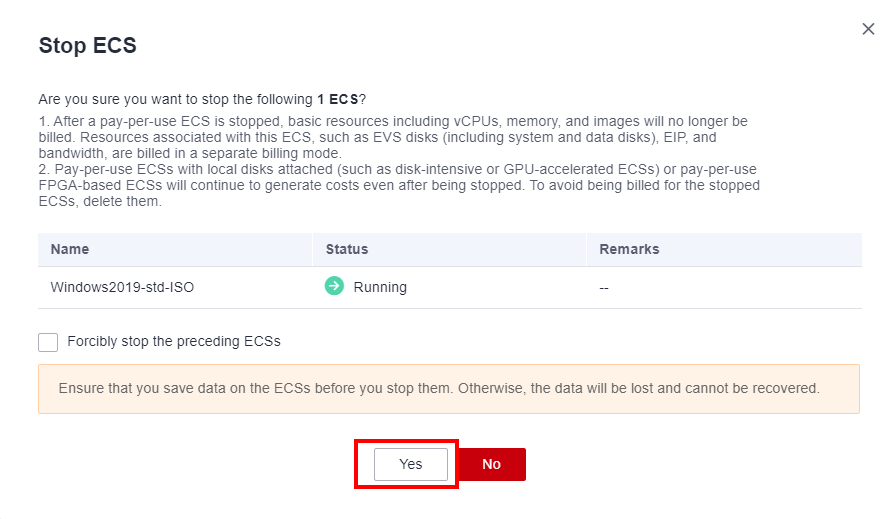 Stop ECS
Are you sure you want to stop the following 1 ECS?
1. After a pay-per-use ECS is stopped, basic resources including vCPUs, memory, and images will no longer be
billed. Resources associated with this ECS, such as EVS disks (including system and data disks), EIP, and
bandwidth, are billed in a separate billing mode.
2. Pay-per-use ECSs with local disks attached (such as disk-intensive or GPU-accelerated ECSs) or pay-per-use
FPGA-based ECSs will continue to generate costs even after being stopped. To avoid being billed for the stopped
ECSs, delete them.
Name Status Remarks
Windows2019-std-ISO Running --
Forcibly stop the preceding ECSs
Ensure that you save data on the ECSs before you stop them. Otherwise, the data will be lost and cannot be recovered.
Yes No